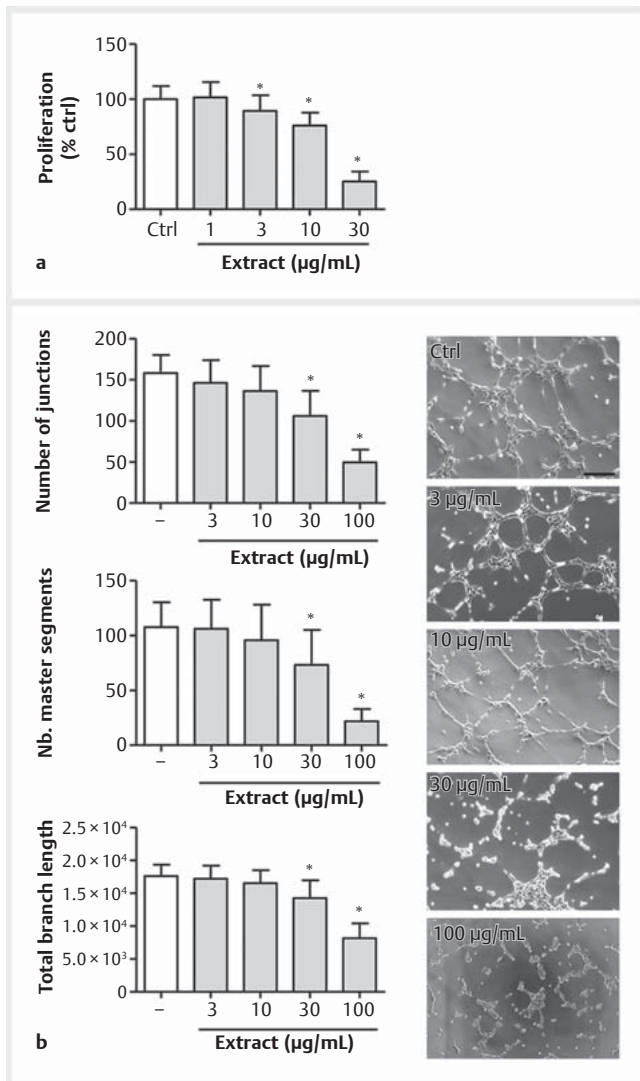 150
100
50
0
Proliferation
(% ctrl)
* * *
Ctrl 1 3 10 30
Extract (µg/mL)
a
200
150
100
50
0
Number of junctions
* *
– 3 10 30 100
Extract (µg/mL)
150
100
50
0
Nb. master segments
* *
– 3 10 30 100
Extract (µg/mL)
2.5 × 10⁴
2.0 × 10⁴
1.5 × 10⁴
1.0 × 10⁴
5.0 × 10³
0
Total branch length
* *
– 3 10 30 100
Extract (µg/mL)
b
Ctrl
3 µg/mL
10 µg/mL
30 µg/mL
100 µg/mL